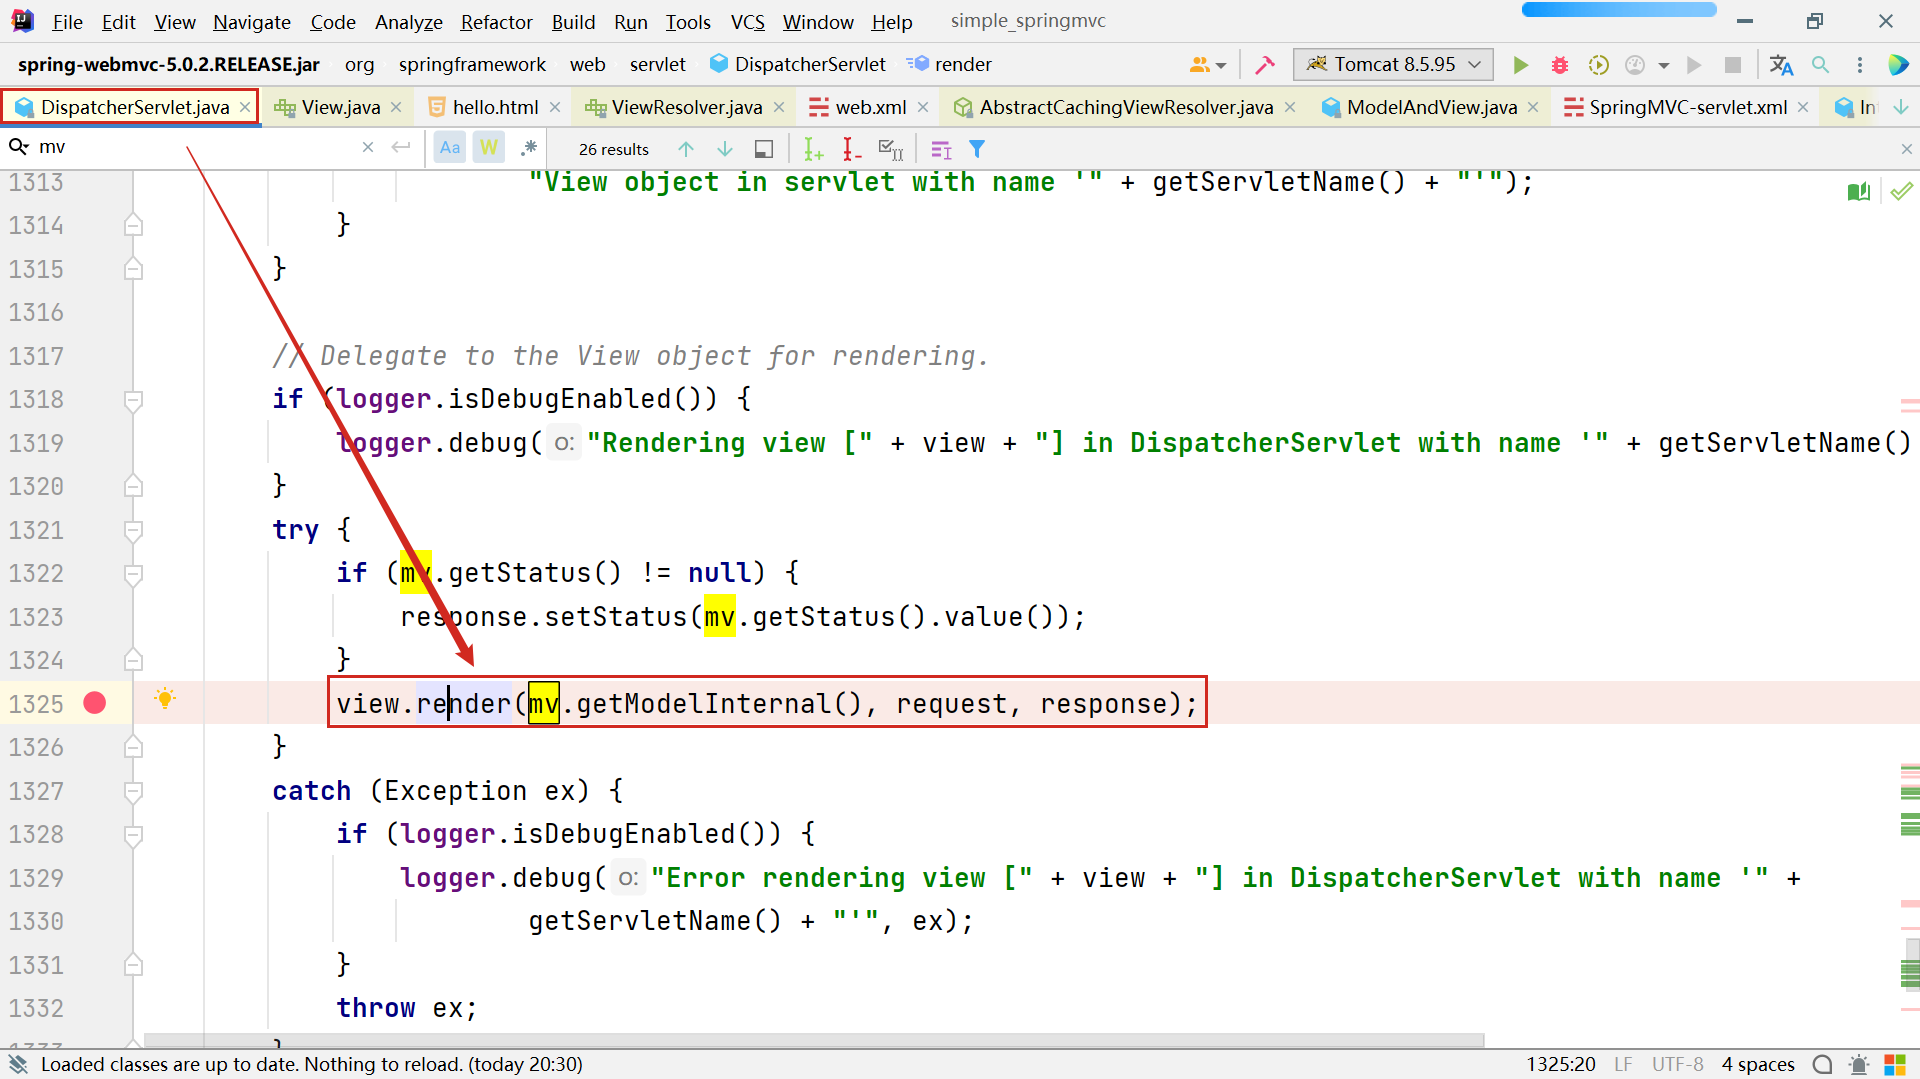 File Edit View Navigate Code Analyze Refactor Build Run Tools VCS Window Help simple_springmvc
spring-webmvc-5.0.2.RELEASE.jar org springframework web servlet DispatcherServlet render Tomcat 8.5.95
DispatcherServlet.java View.java hello.html ViewResolver.java web.xml AbstractCachingViewResolver.java ModelAndView.java SpringMVC-servlet.xml
mv Aa W .* 26 results
1313 "View object in servlet with name '" + getServletName() + "'");
1314 }
1315 }
1316
1317 // Delegate to the View object for rendering.
1318 if (logger.isDebugEnabled()) {
1319 logger.debug( o: "Rendering view [" + view + "] in DispatcherServlet with name '" + getServletName()
1320 }
1321 try {
1322 if (mv.getStatus() != null) {
1323 response.setStatus(mv.getStatus().value());
1324 }
1325 view.render(mv.getModelInternal(), request, response);
1326 }
1327 catch (Exception ex) {
1328 if (logger.isDebugEnabled()) {
1329 logger.debug( o: "Error rendering view [" + view + "] in DispatcherServlet with name '" +
1330 getServletName() + "'", ex);
1331 }
1332 throw ex;
Loaded classes are up to date. Nothing to reload. (today 20:30) 1325:20 LF UTF-8 4 spaces